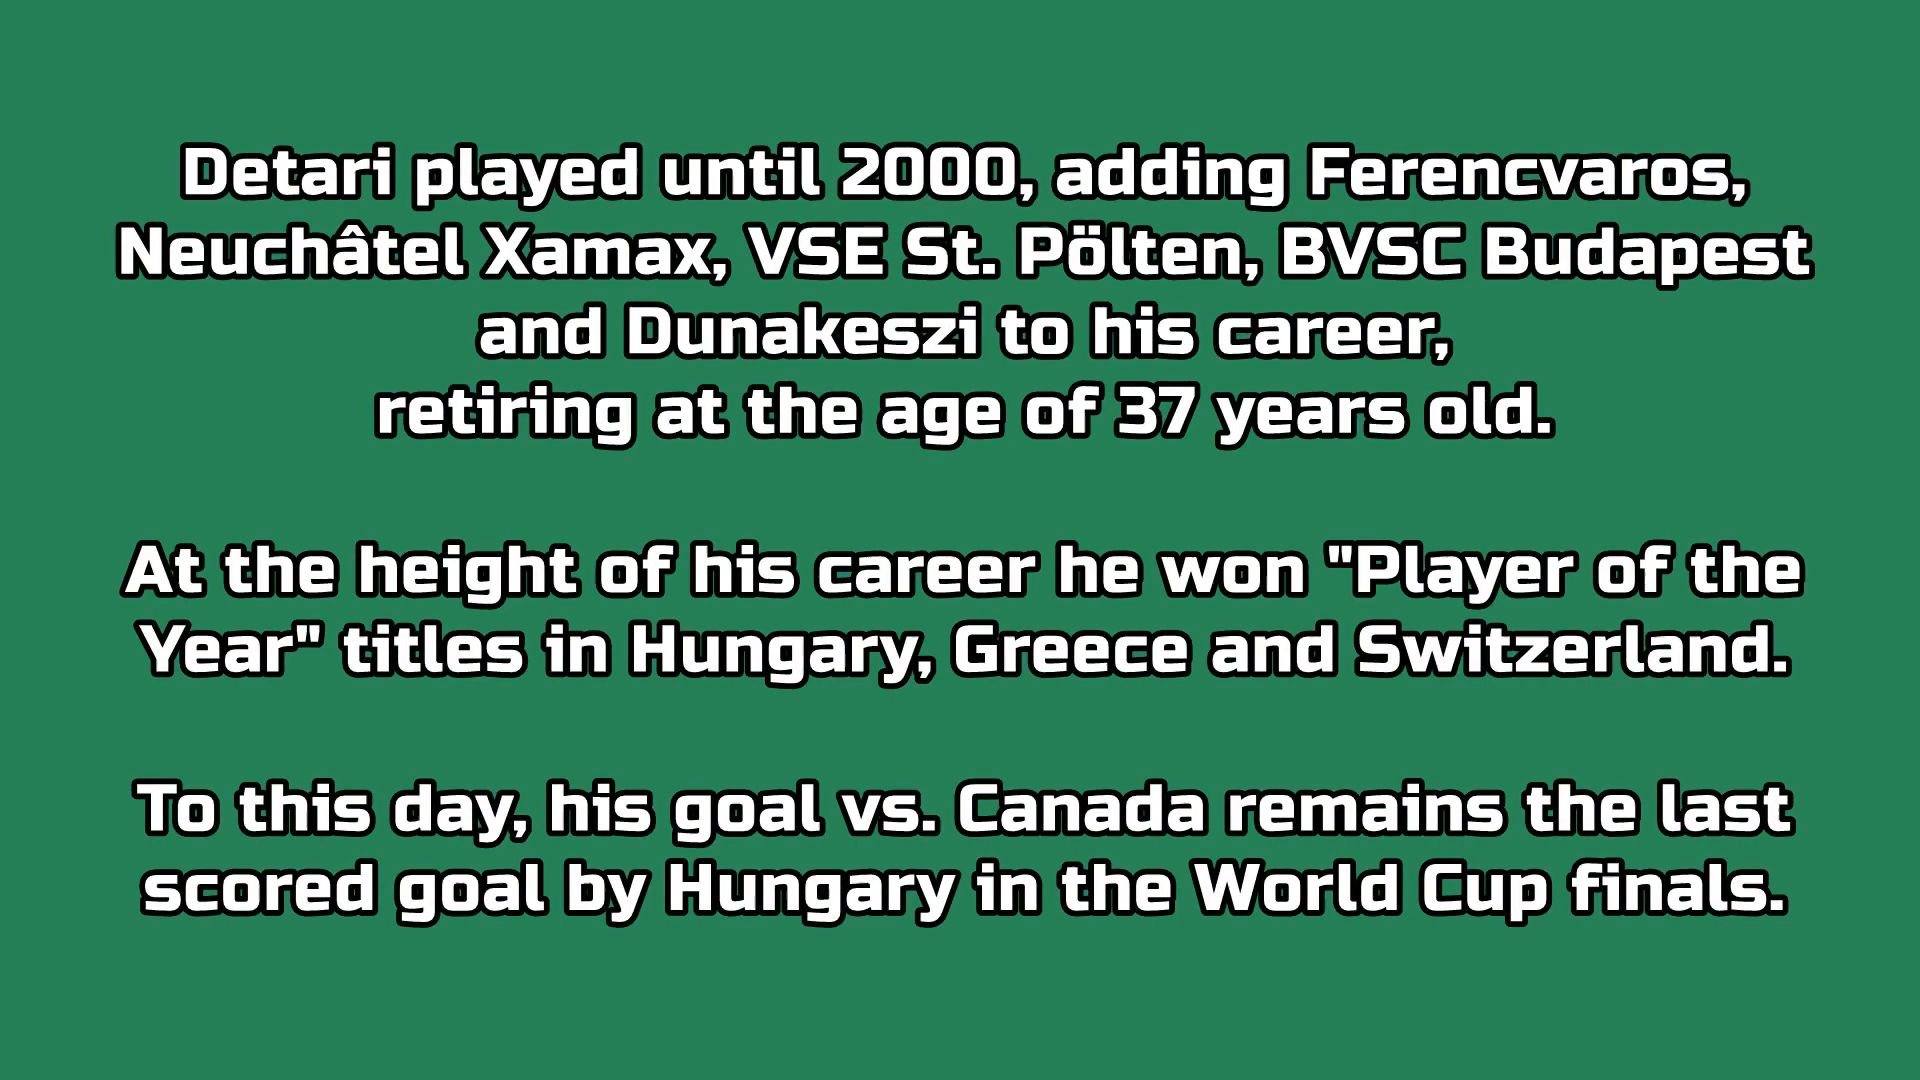 Detari played until 2000, adding Ferencvaros,
Neuchâtel Xamax, VSE St. Pölten, BVSC Budapest
and Dunakeszi to his career,
retiring at the age of 37 years old.
At the height of his career he won "Player of the
Year" titles in Hungary, Greece and Switzerland.
To this day, his goal vs. Canada remains the last
scored goal by Hungary in the World Cup finals.